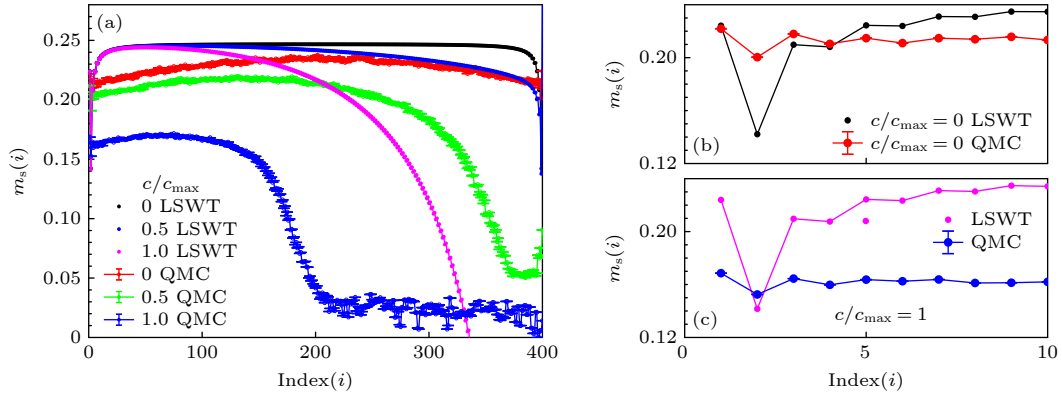 (a)
0.25
0.20
0.15
0.10
0.05
0
m_s(i)
c/c_max
0 LSWT
0.5 LSWT
1.0 LSWT
0 QMC
0.5 QMC
1.0 QMC
0 100 200 300 400
Index(i)
0.20
0.12
m_s(i)
(b)
c/c_max = 0 LSWT
c/c_max = 0 QMC
0.20
0.12
m_s(i)
LSWT
QMC
(c)
c/c_max = 1
0 5 10
Index(i)